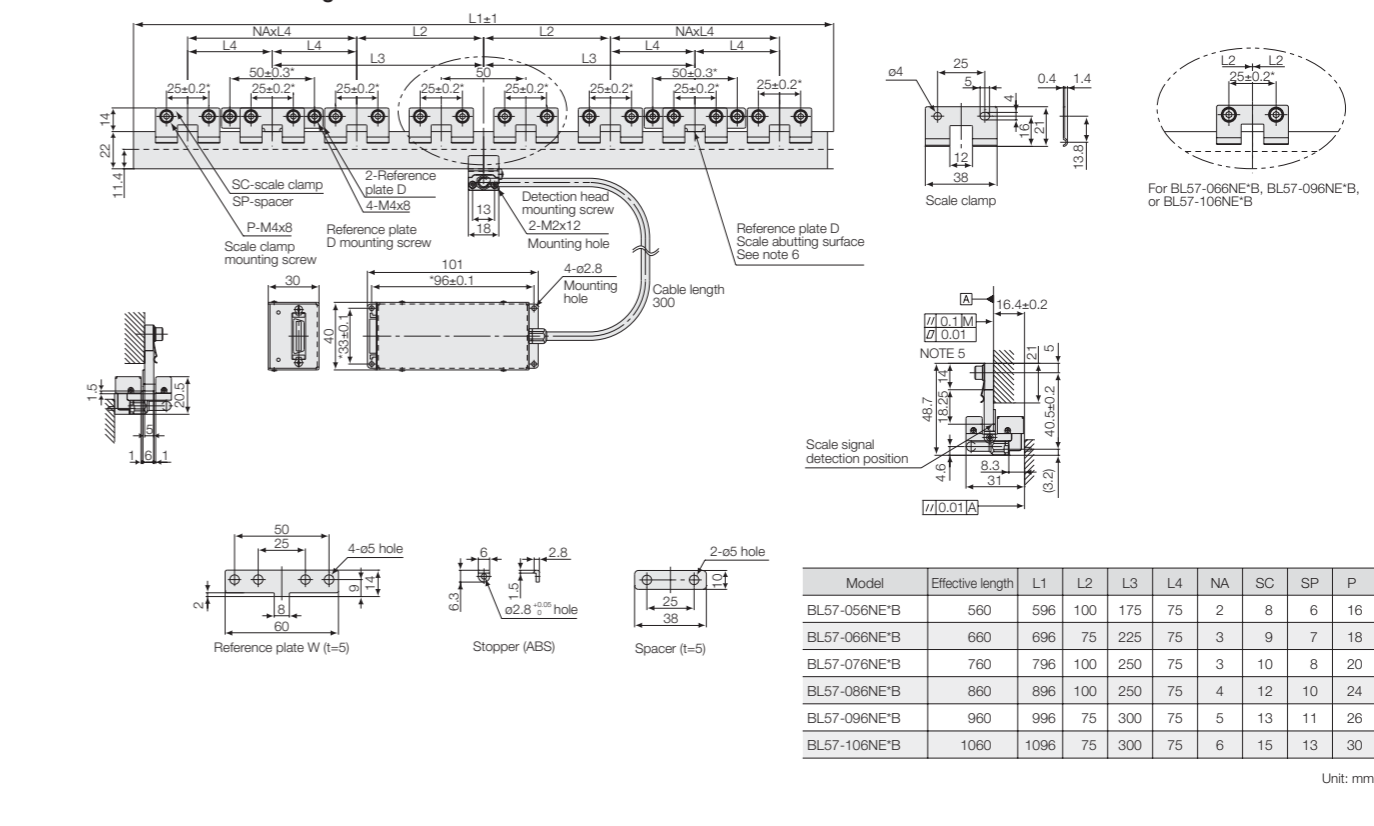 L1±1
NAxL4
L2
L2
NAxL4
L4
L4
L3
L3
L4
L4
50±0.3*
50
50±0.3*
25±0.2*
25±0.2*
25±0.2*
25±0.2*
25±0.2*
25±0.2*
25±0.2*
25±0.2*
14
22
11.4
SC-scale clamp
SP-spacer
P-M4x8
Scale clamp
mounting screw
2-Reference
plate D
4-M4x8
Reference plate
D mounting screw
13
18
Detection head
mounting screw
2-M2x12
Mounting hole
Reference plate D
Scale abutting surface
See note 6
Cable length
300
ø4
25
5
4
16
21
12
38
Scale clamp
0.4
1.4
13.8
L2
L2
25±0.2*
For BL57-066NE*B, BL57-096NE*B,
or BL57-106NE*B
30
101
*96±0.1
4-ø2.8
Mounting
hole
40
*33±0.1
1.5
20.5
5
1
6
1
A
16.4±0.2
// 0.1 M
⏥ 0.01
NOTE 5
21
5
14
48.7
18.25
40.5±0.2
Scale signal
detection position
4.6
8.3
31
(3.2)
// 0.01 A
50
25
4-ø5 hole
2
8
9
14
60
Reference plate W (t=5)
6
2.8
6.3
1.5
ø2.8 +0.05 0 hole
Stopper (ABS)
2-ø5 hole
10
25
38
Spacer (t=5)
Model Effective length L1 L2 L3 L4 NA SC SP P
BL57-056NE*B 560 596 100 175 75 2 8 6 16
BL57-066NE*B 660 696 75 225 75 3 9 7 18
BL57-076NE*B 760 796 100 250 75 3 10 8 20
BL57-086NE*B 860 896 100 250 75 4 12 10 24
BL57-096NE*B 960 996 75 300 75 5 13 11 26
BL57-106NE*B 1060 1096 75 300 75 6 15 13 30
Unit: mm